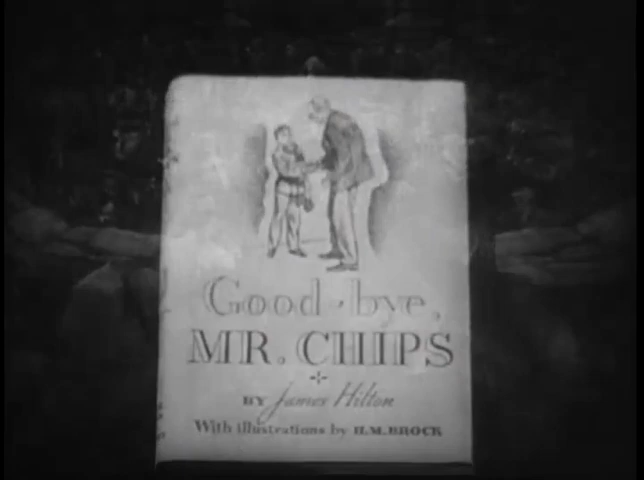 Good-bye,
MR. CHIPS
BY James Hilton
With illustrations by H.M.BROCK